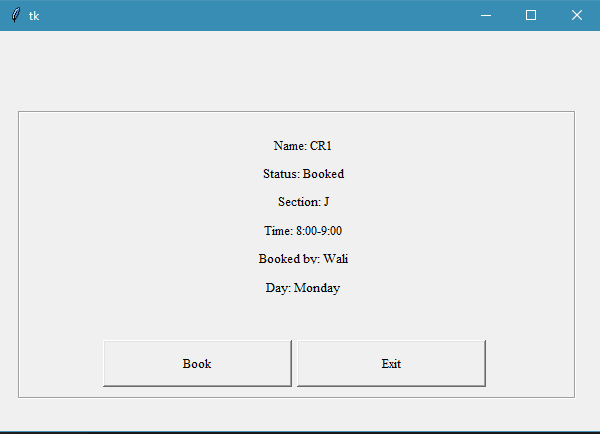 tk
Name: CR1
Status: Booked
Section: J
Time: 8:00-9:00
Booked by: Wali
Day: Monday
Book Exit